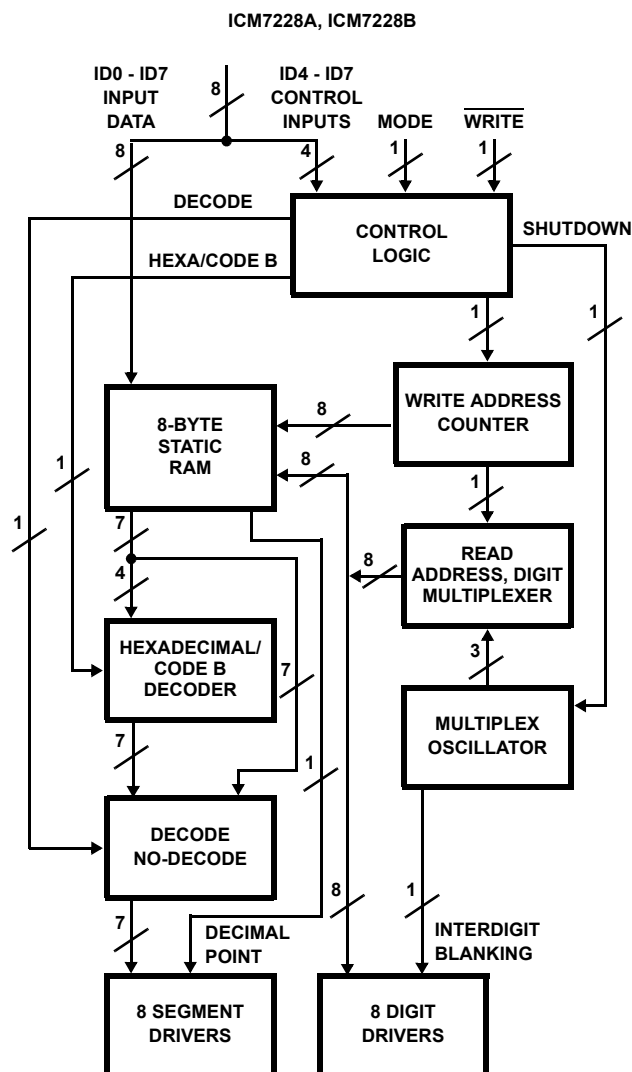 ICM7228A, ICM7228B
ID0 - ID7
INPUT
DATA
8
ID4 - ID7
CONTROL
INPUTS
MODE
WRITE
8
4
1
1
DECODE
CONTROL
LOGIC
SHUTDOWN
HEXA/CODE B
1
1
8-BYTE
STATIC
RAM
8
WRITE ADDRESS
COUNTER
8
1
1
1
7
4
8
READ
ADDRESS, DIGIT
MULTIPLEXER
HEXADECIMAL/
CODE B
DECODER
7
3
MULTIPLEX
OSCILLATOR
7
1
DECODE
NO-DECODE
7
8
1
DECIMAL
POINT
INTERDIGIT
BLANKING
8 SEGMENT
DRIVERS
8 DIGIT
DRIVERS